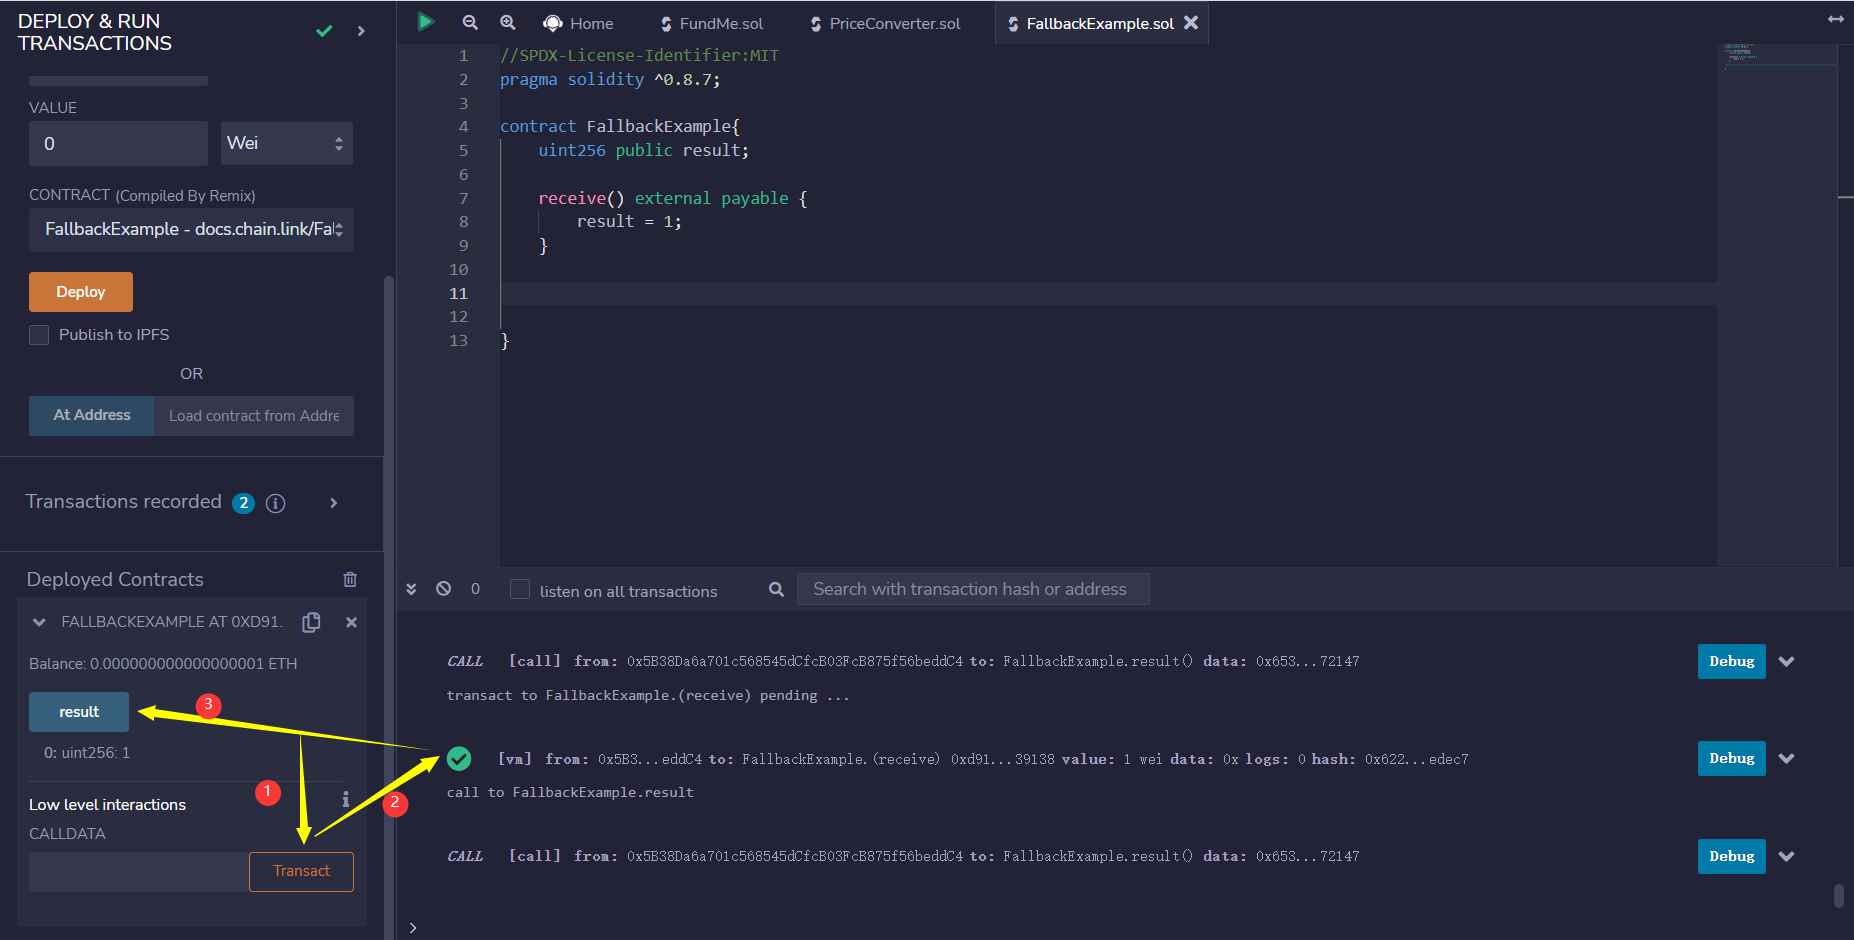 DEPLOY & RUN
TRANSACTIONS
VALUE
0 Wei
CONTRACT (Compiled By Remix)
FallbackExample - docs.chain.link/Fal
Deploy
Publish to IPFS
OR
At Address Load contract from Addre
Transactions recorded 2
Deployed Contracts
FALLBACKEXAMPLE AT 0XD91..
Balance: 0.000000000000000001 ETH
result
3
0: uint256: 1
1
2
Low level interactions
CALLDATA
Transact
Home FundMe.sol PriceConverter.sol FallbackExample.sol
1 //SPDX-License-Identifier:MIT
2 pragma solidity ^0.8.7;
3
4 contract FallbackExample{
5 uint256 public result;
6
7 receive() external payable {
8 result = 1;
9 }
10
11
12
13 }
0 listen on all transactions Search with transaction hash or address
CALL [call] from: 0x5B38Da6a701c568545dCfcB03FcB875f56beddC4 to: FallbackExample.result() data: 0x653...72147 Debug
transact to FallbackExample.(receive) pending ...
[vm] from: 0x5B3...eddC4 to: FallbackExample.(receive) 0xd91...39138 value: 1 wei data: 0x logs: 0 hash: 0x622...edec7 Debug
call to FallbackExample.result
CALL [call] from: 0x5B38Da6a701c568545dCfcB03FcB875f56beddC4 to: FallbackExample.result() data: 0x653...72147 Debug
>